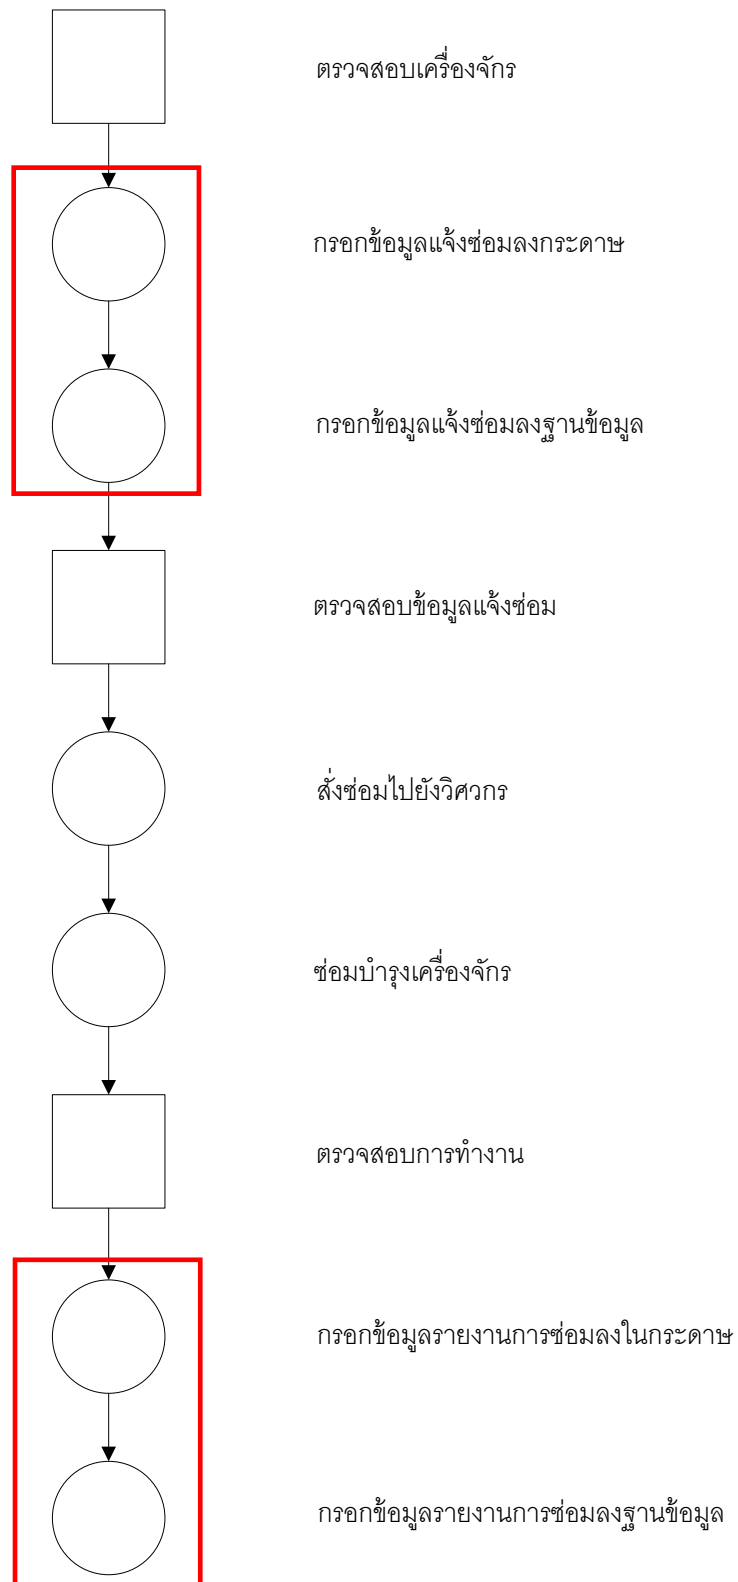 ตรวจสอบเครื่องจักร
กรอกข้อมูลแจ้งซ่อมลงกระดาษ
กรอกข้อมูลแจ้งซ่อมลงฐานข้อมูล
ตรวจสอบข้อมูลแจ้งซ่อม
สั่งซ่อมไปยังวิศวกร
ซ่อมบำรุงเครื่องจักร
ตรวจสอบการทำงาน
กรอกข้อมูลรายงานการซ่อมลงในกระดาษ
กรอกข้อมูลรายงานการซ่อมลงฐานข้อมูล